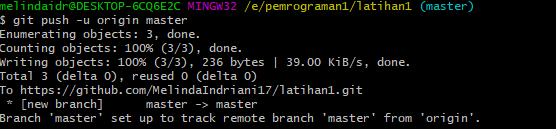 melindaidr@DESKTOP-6CQ6E2C MINGW32 /e/pemrograman1/latihan1 (master)
$ git push -u origin master
Enumerating objects: 3, done.
Counting objects: 100% (3/3), done.
Writing objects: 100% (3/3), 236 bytes | 39.00 KiB/s, done.
Total 3 (delta 0), reused 0 (delta 0)
To https://github.com/MelindaIndriani17/latihan1.git
 * [new branch]      master -> master
Branch 'master' set up to track remote branch 'master' from 'origin'.